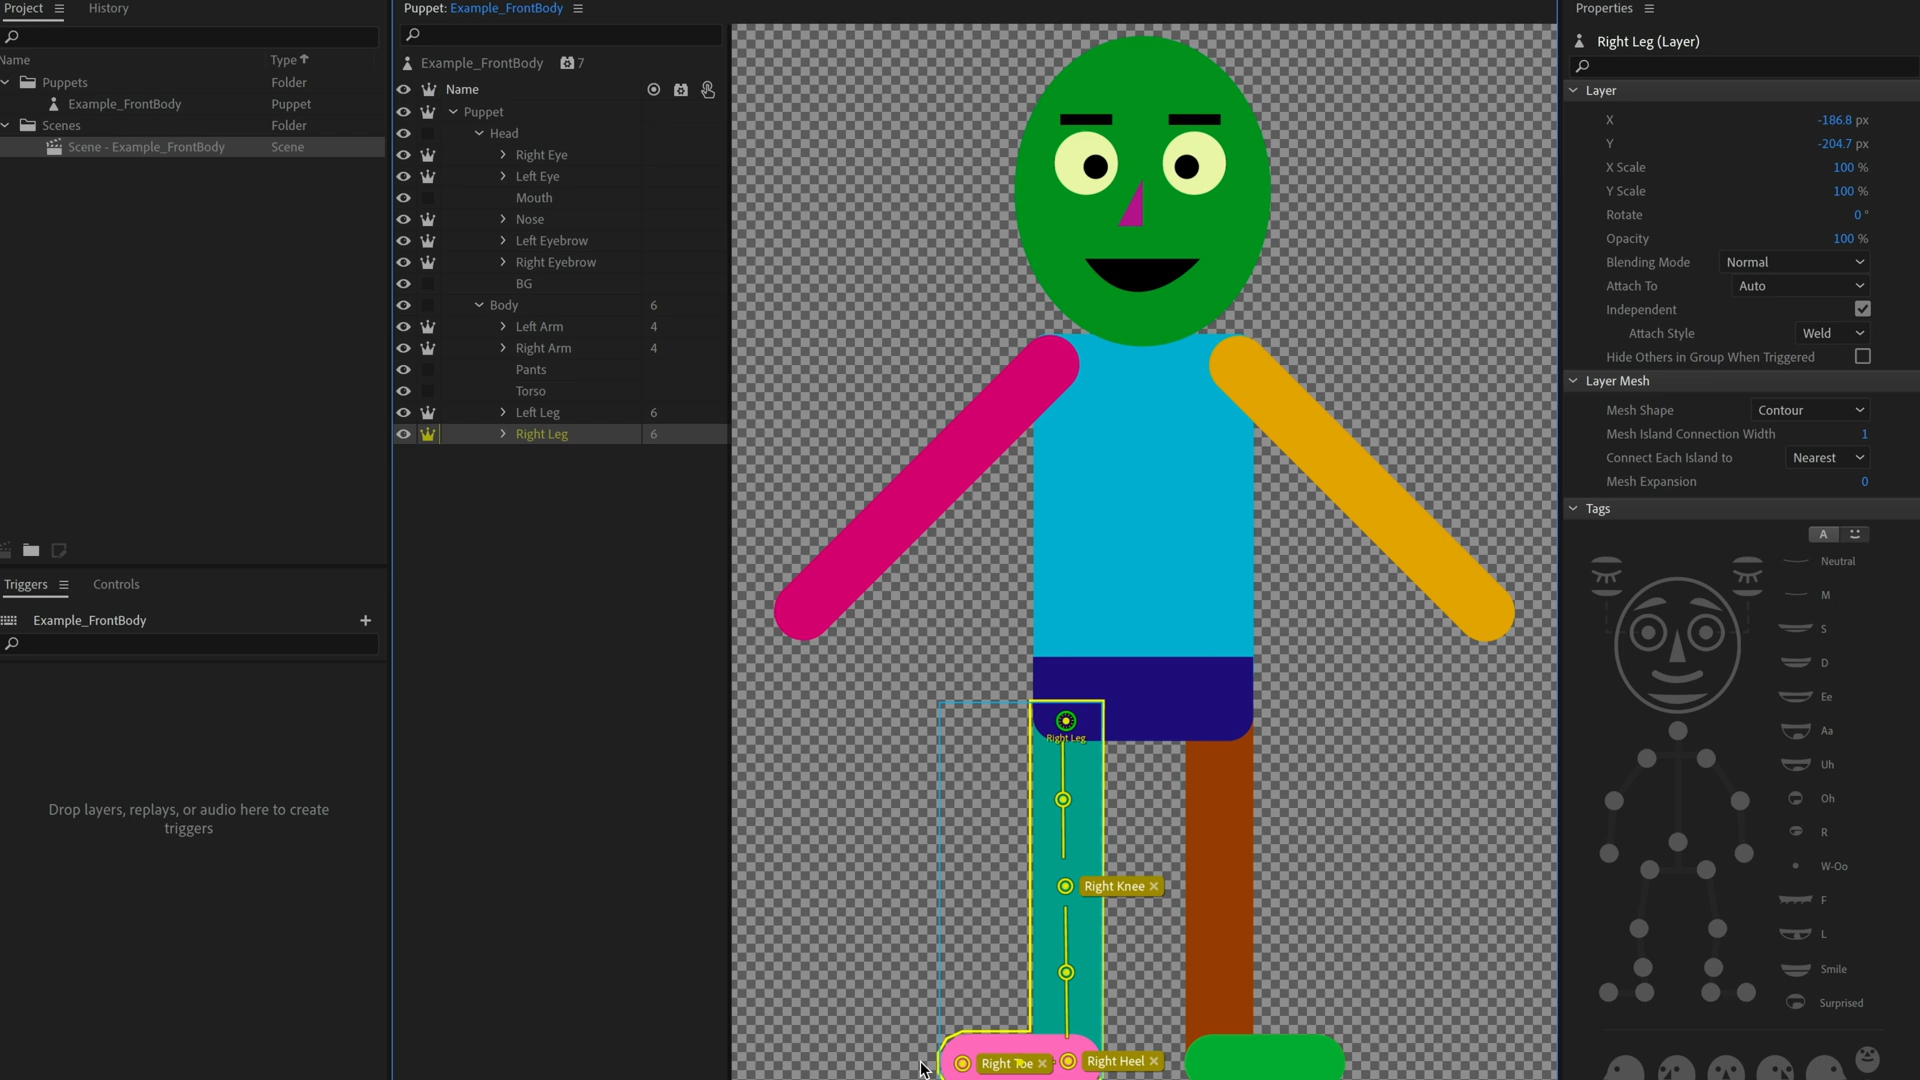 Project
History
Name
Type
Puppets
Folder
Example_FrontBody
Puppet
Scenes
Folder
Scene - Example_FrontBody
Scene
Triggers
Controls
Example_FrontBody
+
Drop layers, replays, or audio here to create
triggers
Puppet: Example_FrontBody
Example_FrontBody
7
Name
Puppet
Head
Right Eye
Left Eye
Mouth
Nose
Left Eyebrow
Right Eyebrow
BG
Body 6
Left Arm 4
Right Arm 4
Pants
Torso
Left Leg 6
Right Leg 6
Right Leg
Right Knee
Right Toe
Right Heel
Properties
Right Leg (Layer)
Layer
X -186.8 px
Y -204.7 px
X Scale 100 %
Y Scale 100 %
Rotate 0 °
Opacity 100 %
Blending Mode Normal
Attach To Auto
Independent
Attach Style Weld
Hide Others in Group When Triggered
Layer Mesh
Mesh Shape Contour
Mesh Island Connection Width 1
Connect Each Island to Nearest
Mesh Expansion 0
Tags
A
Neutral
M
S
D
Ee
Aa
Uh
Oh
R
W-Oo
F
L
Smile
Surprised